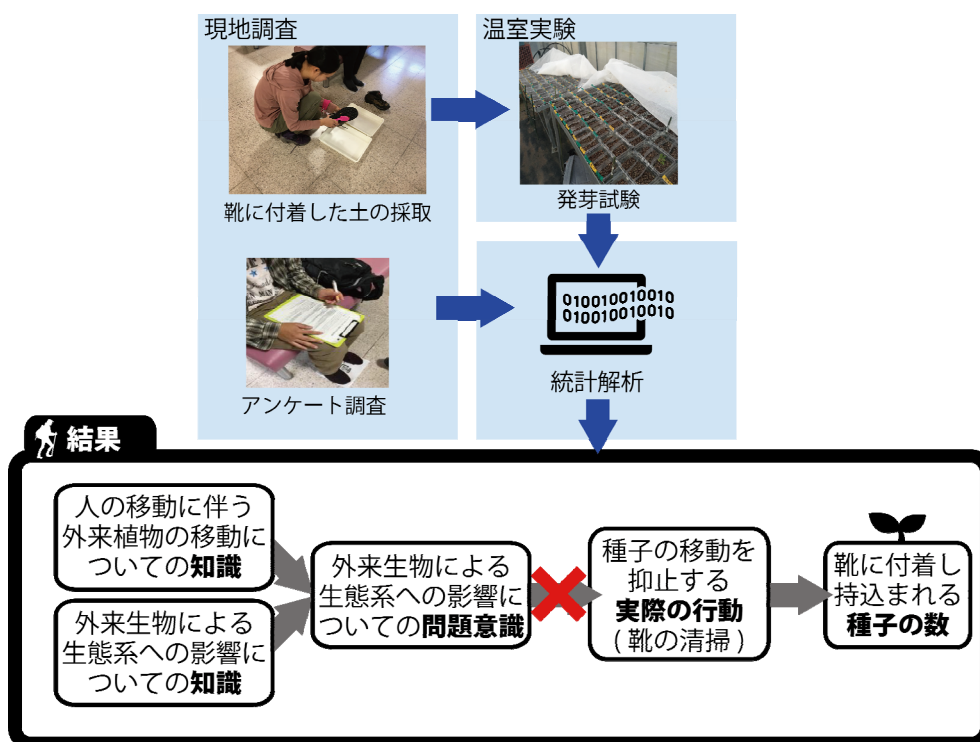 現地調査
靴に付着した土の採取
アンケート調査
温室実験
発芽試験
010010010010
010010010010
統計解析
結果
人の移動に伴う
外来植物の移動に
ついての知識
外来生物による
生態系への影響に
ついての知識
外来生物による
生態系への影響に
ついての問題意識
種子の移動を
抑止する
実際の行動
(靴の清掃)
靴に付着し
持込まれる
種子の数